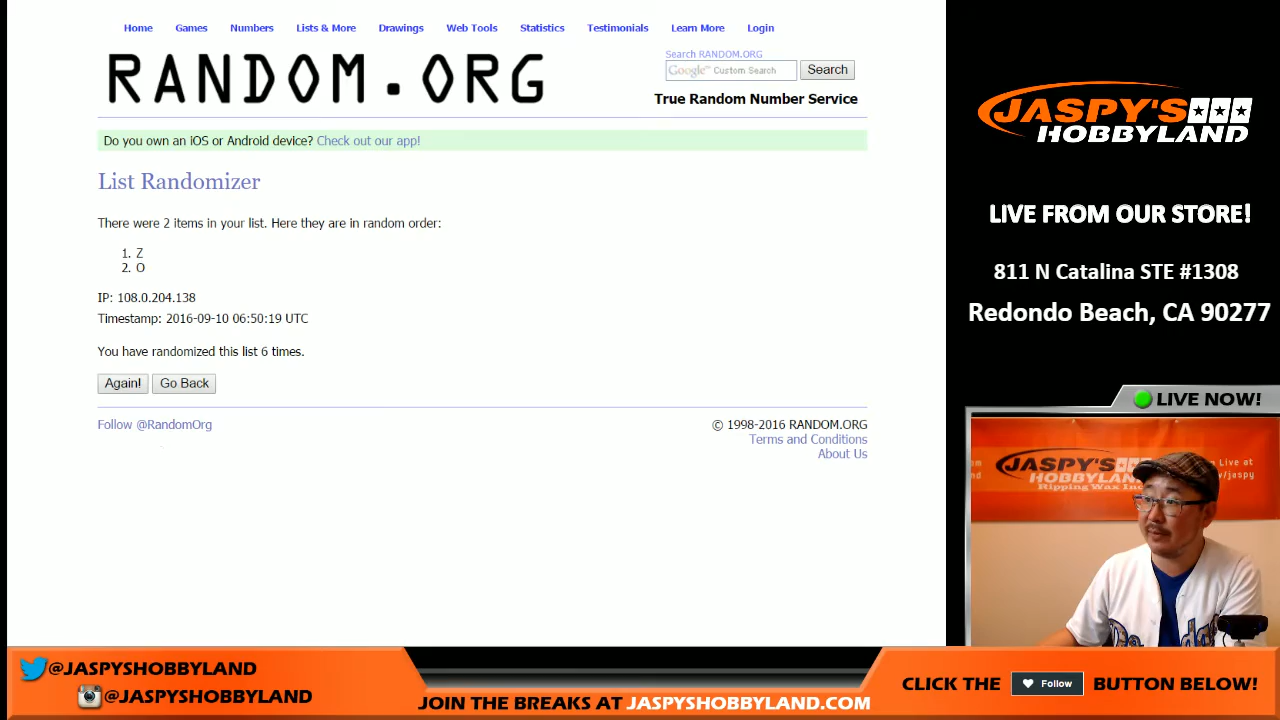 Home Games Numbers Lists & More Drawings Web Tools Statistics Testimonials Learn More Login
RANDOM.ORG
Search RANDOM.ORG
Google™ Custom Search Search
True Random Number Service
Do you own an iOS or Android device? Check out our app!
List Randomizer
There were 2 items in your list. Here they are in random order:
1. Z
2. O
IP: 108.0.204.138
Timestamp: 2016-09-10 06:50:19 UTC
You have randomized this list 6 times.
Again! Go Back
Follow @RandomOrg
© 1998-2016 RANDOM.ORG
Terms and Conditions
About Us
JASPY'S
HOBBYLAND
LIVE FROM OUR STORE!
811 N Catalina STE #1308
Redondo Beach, CA 90277
LIVE NOW!
JASPY'S
HOBBYLAND
Ripping Wax
Live at
/jaspy
@JASPYSHOBBYLAND
@JASPYSHOBBYLAND
JOIN THE BREAKS AT JASPYSHOBBYLAND.COM
CLICK THE Follow BUTTON BELOW!